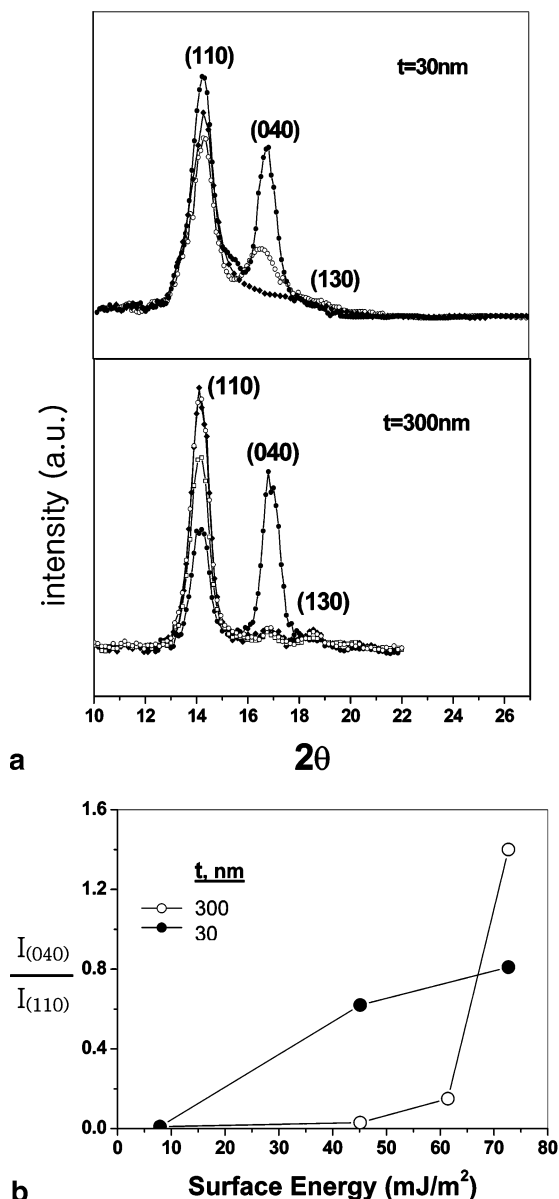 (110)
t=30nm
(040)
(130)
(110)
t=300nm
(040)
(130)
intensity (a.u.)
10 12 14 16 18 20 22 24 26
a
2θ
1.6
1.2
0.8
0.4
0.0
t, nm
300
30
I(040)
I(110)
0 10 20 30 40 50 60 70 80
b
Surface Energy (mJ/m²)